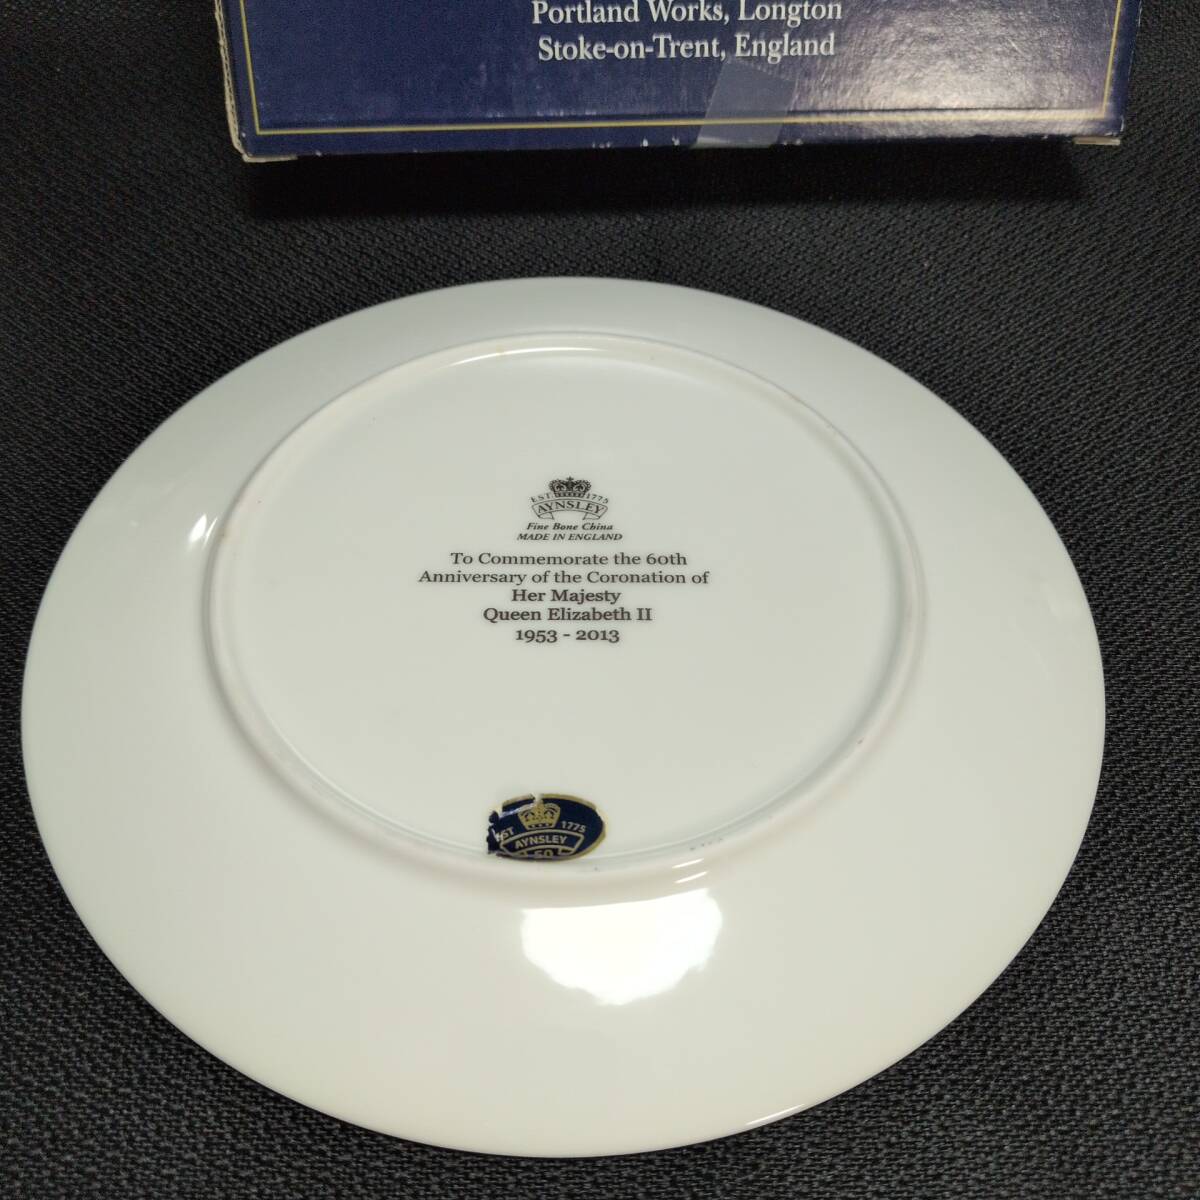 Portland Works, Longton
Stoke-on-Trent, England
EST 1775
AYNSLEY
Fine Bone China
MADE IN ENGLAND
To Commemorate the 60th
Anniversary of the Coronation of
Her Majesty
Queen Elizabeth II
1953 - 2013
EST 1775
AYNSLEY